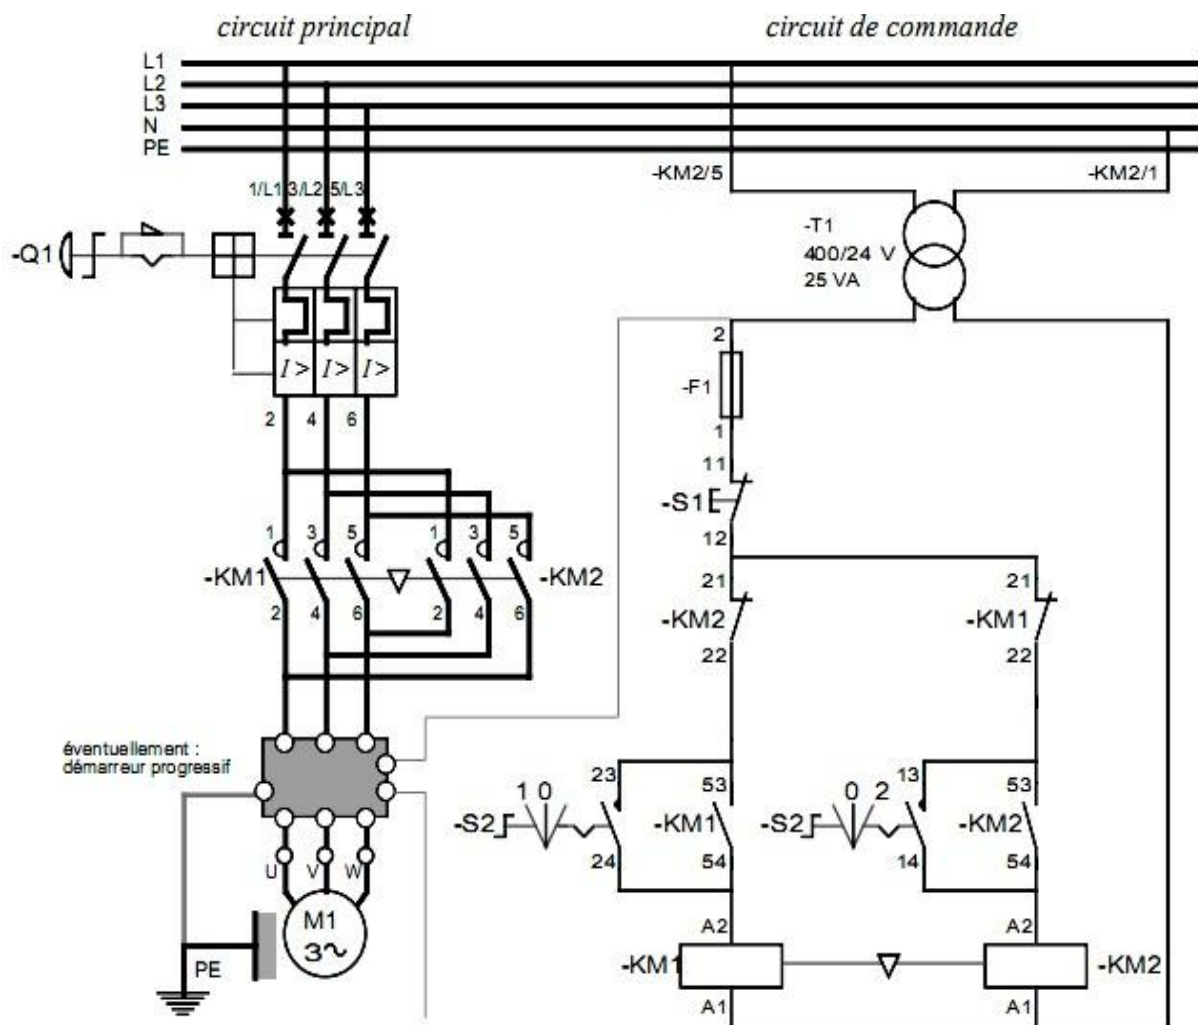 circuit principal
circuit de commande
L1
L2
L3
N
PE
-KM2/5
-KM2/1
1/L1 3/L2 5/L3
-Q1
-T1
400/24 V
25 VA
I> I> I>
2
-F1
1
2 4 6
11
-S1
12
1 3 5 1 3 5
-KM1
-KM2
2 4 6 2 4 6
21
21
-KM2
-KM1
22
22
éventuellement :
démarreur progressif
23
53
13
53
1 0
0 2
-S2
-KM1
-S2
-KM2
24
54
14
54
U V W
M1
3~
PE
A2
A2
-KM1
-KM2
A1
A1